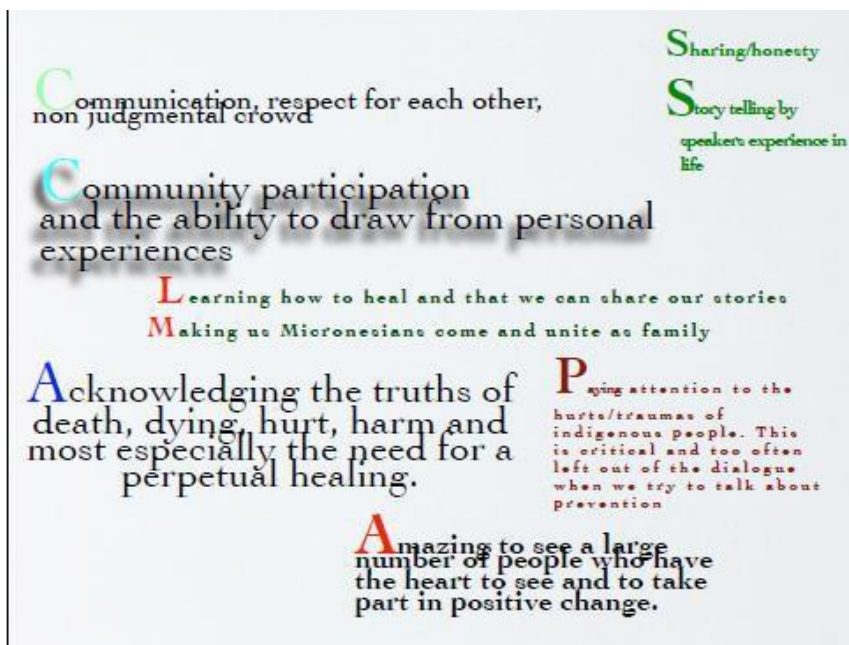 Sharing/honesty
Communication, respect for each other,
non judgmental crowd
Story telling by
speakers experience in
life
Community participation
and the ability to draw from personal
experiences
Learning how to heal and that we can share our stories
Making us Micronesians come and unite as family
Acknowledging the truths of
death, dying, hurt, harm and
most especially the need for a
perpetual healing.
Paying attention to the
hurts/traumas of
indigenous people. This
is critical and too often
left out of the dialogue
when we try to talk about
prevention
Amazing to see a large
number of people who have
the heart to see and to take
part in positive change.